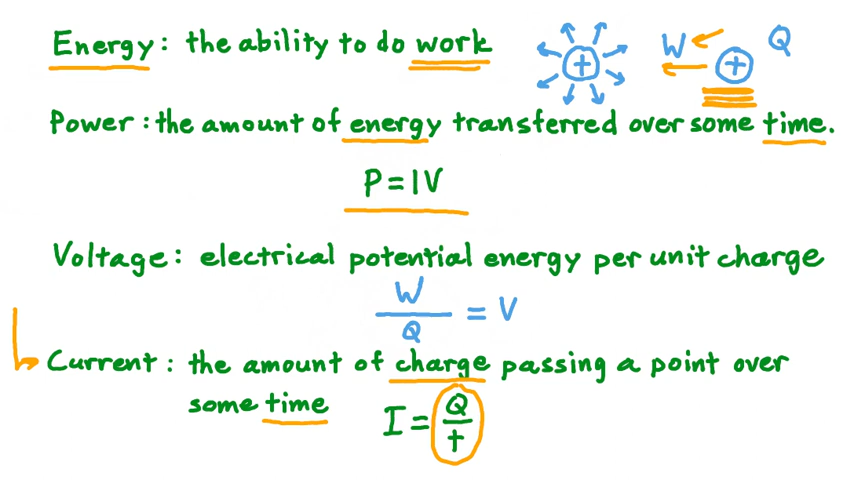 Energy: the ability to do work
W Q
Power: the amount of energy transferred over some time.
P = IV
Voltage: electrical potential energy per unit charge
W/Q = V
Current: the amount of charge passing a point over
some time I = Q/t